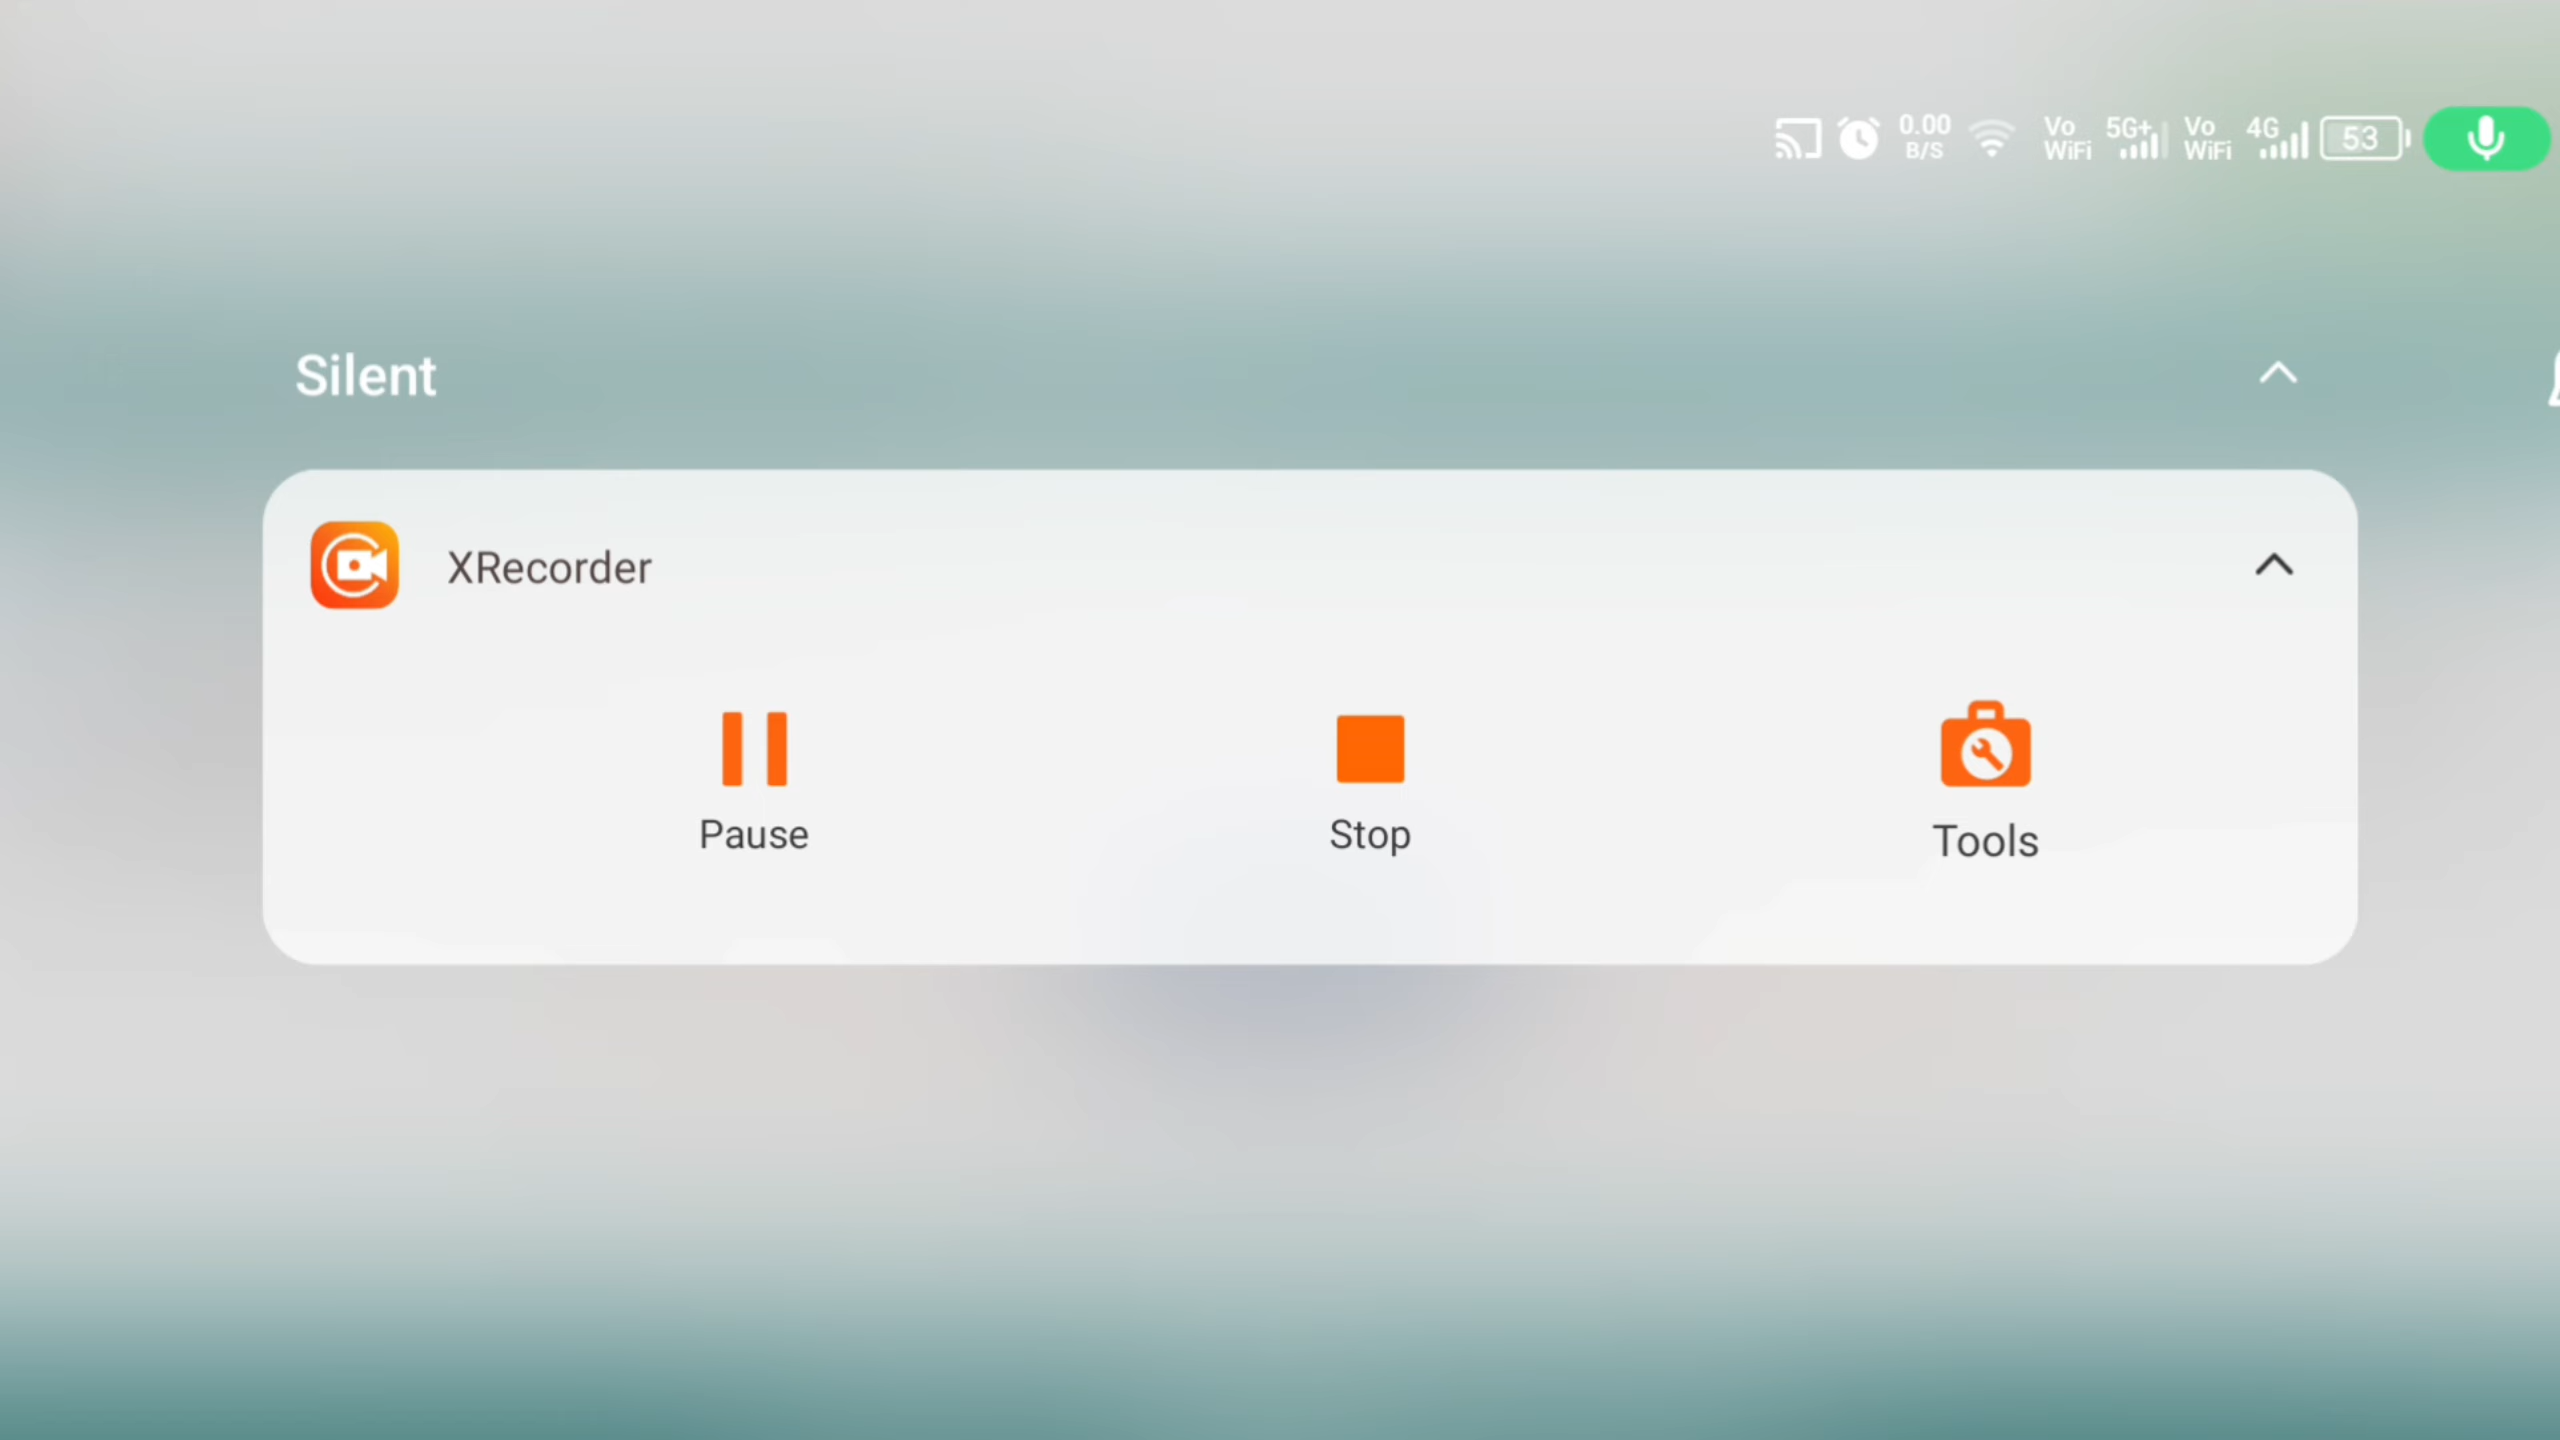 0.00
B/S
Vo
WiFi
5G+
Vo
WiFi
4G
53
Silent
XRecorder
Pause
Stop
Tools